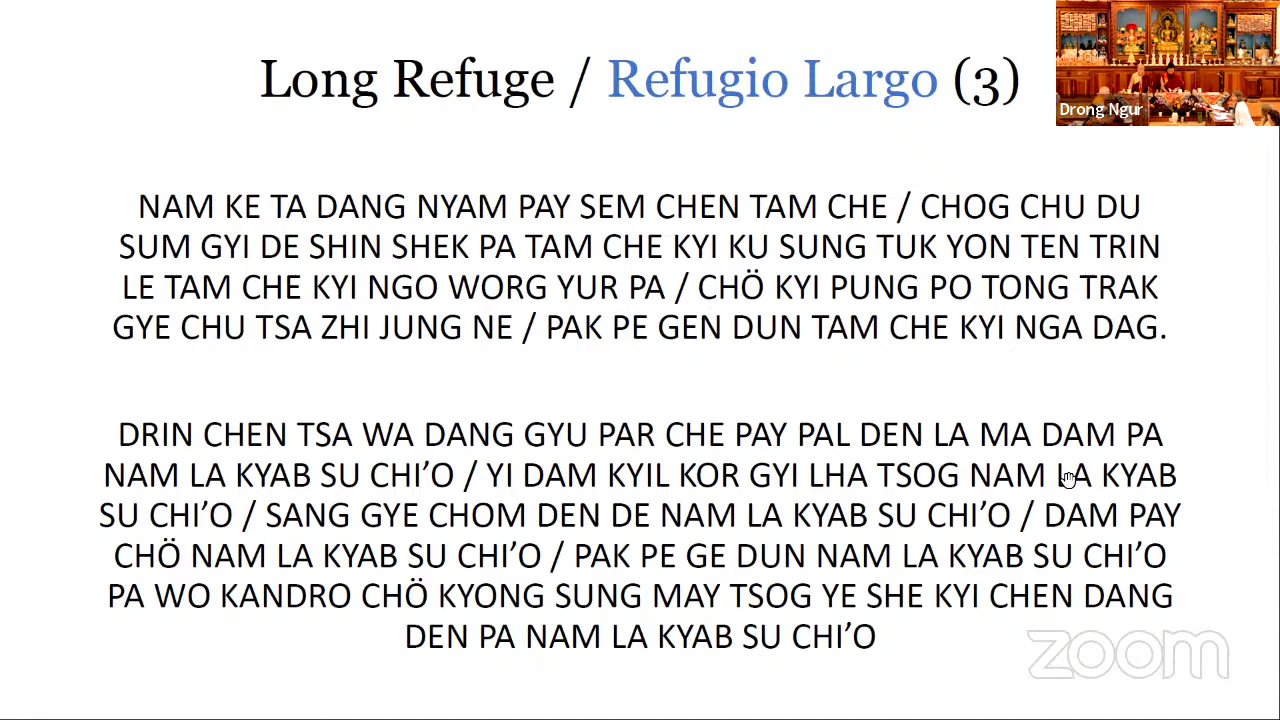 Long Refuge / Refugio Largo (3)
Drong Ngur
NAM KE TA DANG NYAM PAY SEM CHEN TAM CHE / CHOG CHU DU
SUM GYI DE SHIN SHEK PA TAM CHE KYI KU SUNG TUK YON TEN TRIN
LE TAM CHE KYI NGO WORG YUR PA / CHÖ KYI PUNG PO TONG TRAK
GYE CHU TSA ZHI JUNG NE / PAK PE GEN DUN TAM CHE KYI NGA DAG.
DRIN CHEN TSA WA DANG GYU PAR CHE PAY PAL DEN LA MA DAM PA
NAM LA KYAB SU CHI’O / YI DAM KYIL KOR GYI LHA TSOG NAM LA KYAB
SU CHI’O / SANG GYE CHOM DEN DE NAM LA KYAB SU CHI’O / DAM PAY
CHÖ NAM LA KYAB SU CHI’O / PAK PE GE DUN NAM LA KYAB SU CHI’O
PA WO KANDRO CHÖ KYONG SUNG MAY TSOG YE SHE KYI CHEN DANG
DEN PA NAM LA KYAB SU CHI’O
zoom